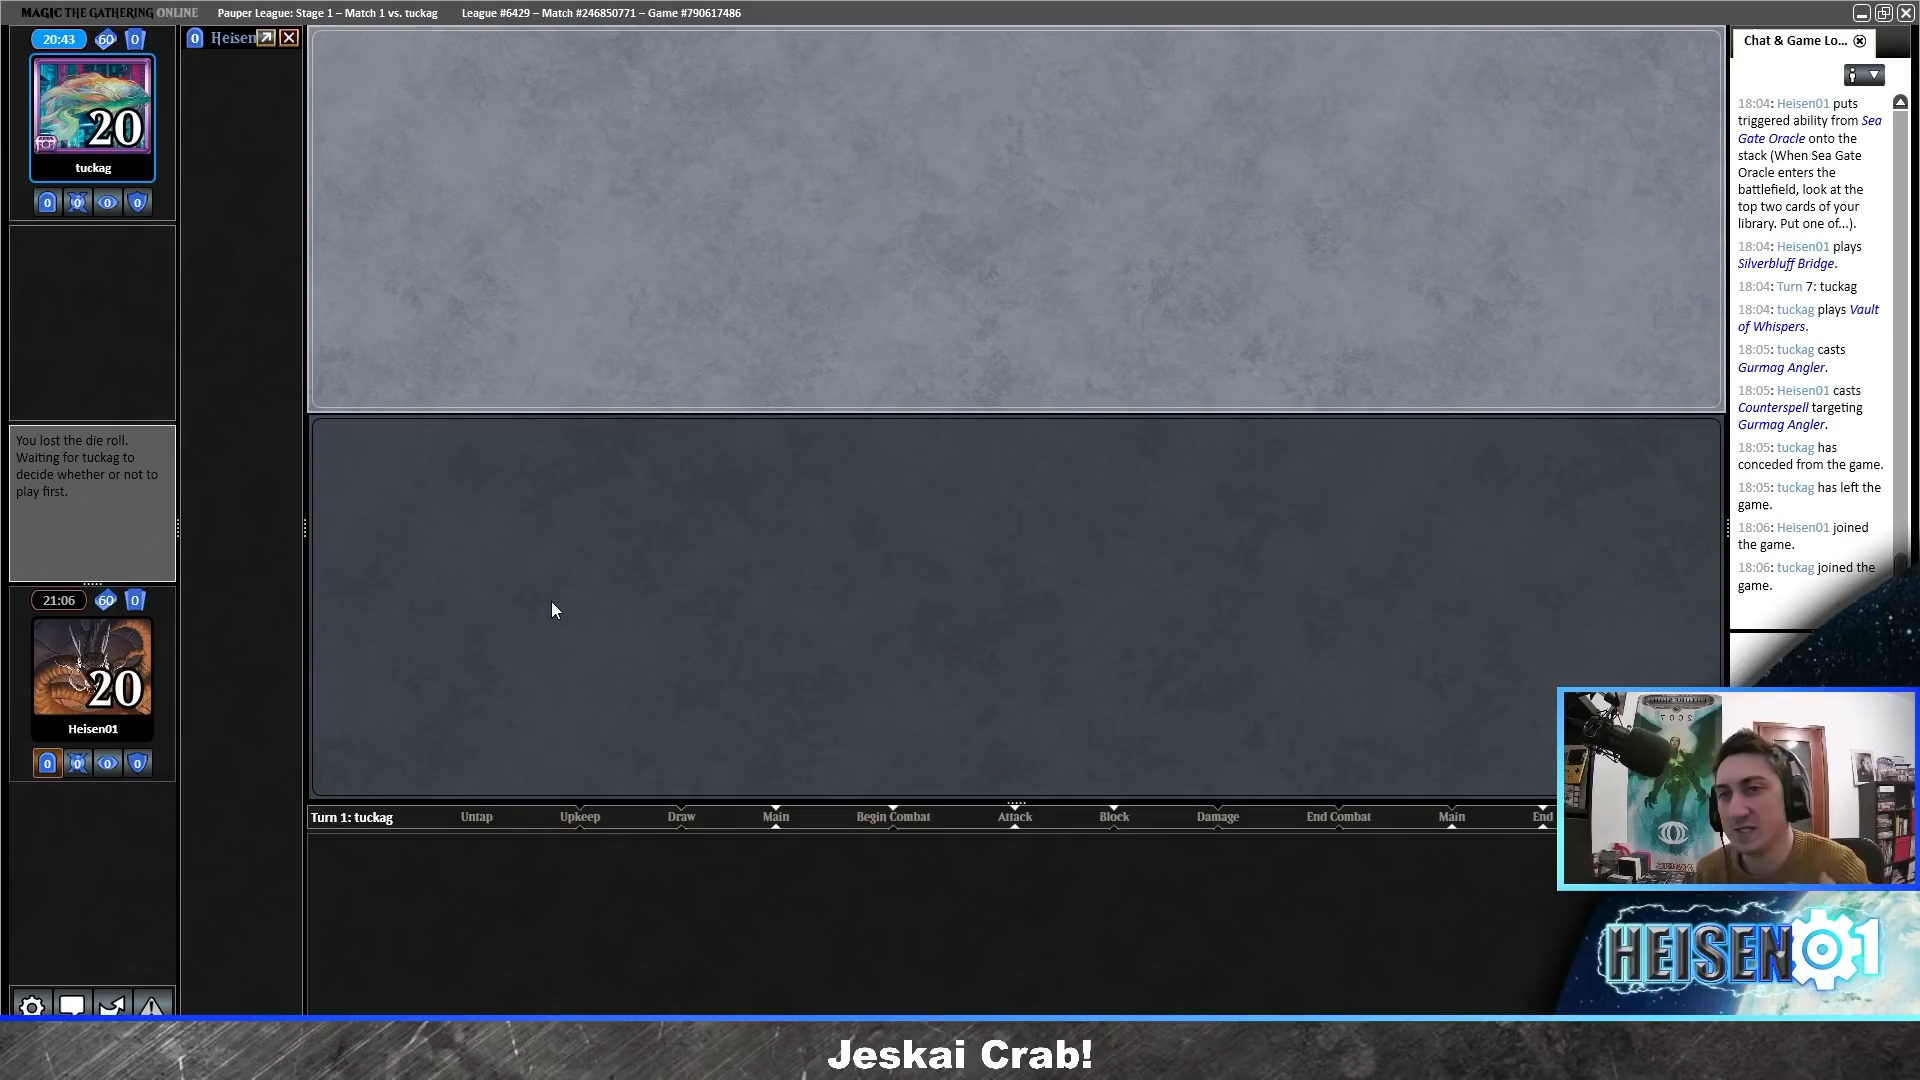 MAGIC THE GATHERING ONLINE Pauper League: Stage 1 – Match 1 vs. tuckag League #6429 – Match #246850771 – Game #790617486
20:43 60 0
20
tuckag
0 0 0 0
You lost the die roll.
Waiting for tuckag to
decide whether or not to
play first.
21:06 60 0
20
Heisen01
0 0 0 0
0 Heisen
Turn 1: tuckag Untap Upkeep Draw Main Begin Combat Attack Block Damage End Combat Main End
Chat & Game Lo...
18:04: Heisen01 puts
triggered ability from Sea
Gate Oracle onto the
stack (When Sea Gate
Oracle enters the
battlefield, look at the
top two cards of your
library. Put one of...).
18:04: Heisen01 plays
Silverbluff Bridge.
18:04: Turn 7: tuckag
18:04: tuckag plays Vault
of Whispers.
18:05: tuckag casts
Gurmag Angler.
18:05: Heisen01 casts
Counterspell targeting
Gurmag Angler.
18:05: tuckag has
conceded from the game.
18:05: tuckag has left the
game.
18:06: Heisen01 joined
the game.
18:06: tuckag joined the
game.
HEISEN01
Jeskai Crab!